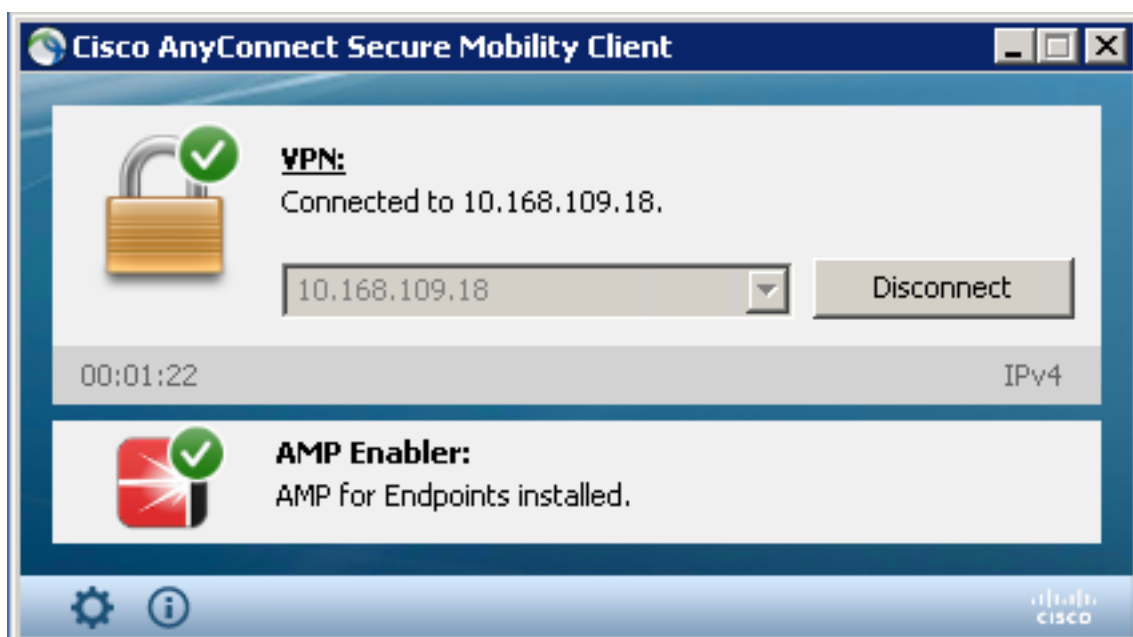 Cisco AnyConnect Secure Mobility Client
VPN:
Connected to 10.168.109.18.
10.168.109.18
Disconnect
00:01:22
IPv4
AMP Enabler:
AMP for Endpoints installed.
CISCO